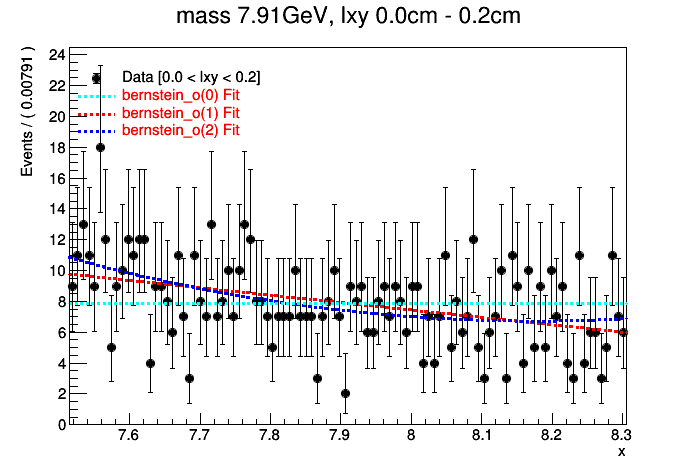 mass 7.91GeV, lxy 0.0cm - 0.2cm
Events / ( 0.00791 )
24
22
20
18
16
14
12
10
8
6
4
2
0
Data [0.0 < lxy < 0.2]
bernstein_o(0) Fit
bernstein_o(1) Fit
bernstein_o(2) Fit
7.6 7.7 7.8 7.9 8 8.1 8.2 8.3
x